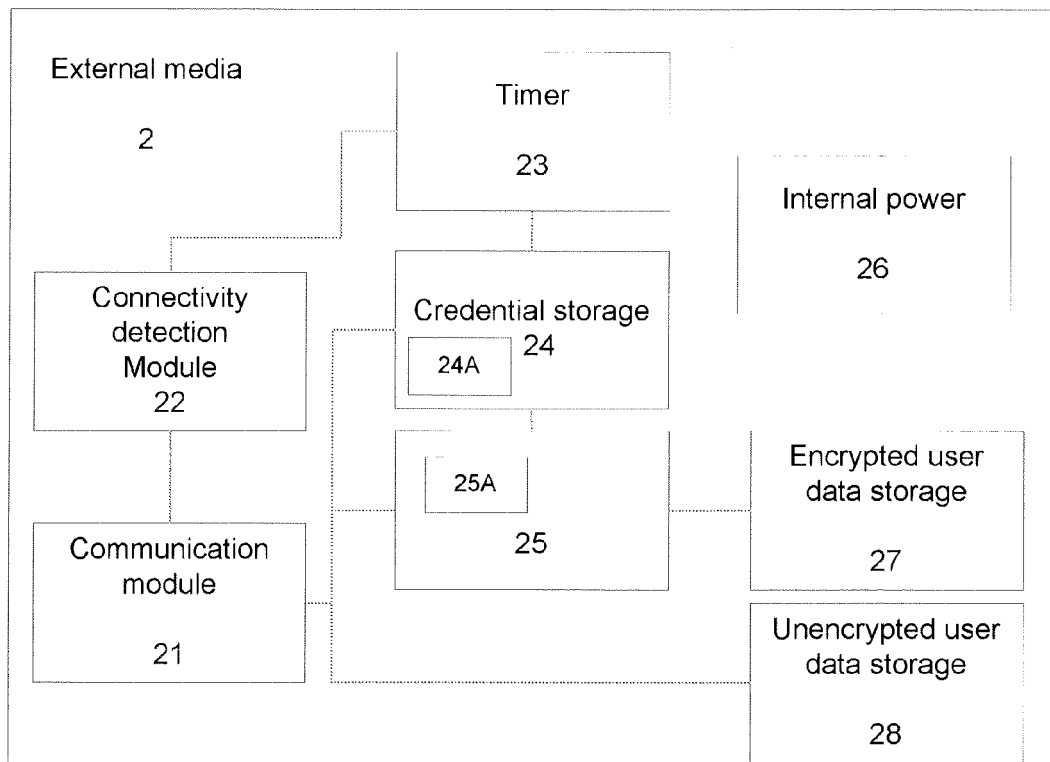 External media
2
Timer
23
Internal power
26
Connectivity
detection
Module
22
Credential storage
24
24A
25A
25
Encrypted user
data storage
27
Communication
module
21
Unencrypted user
data storage
28